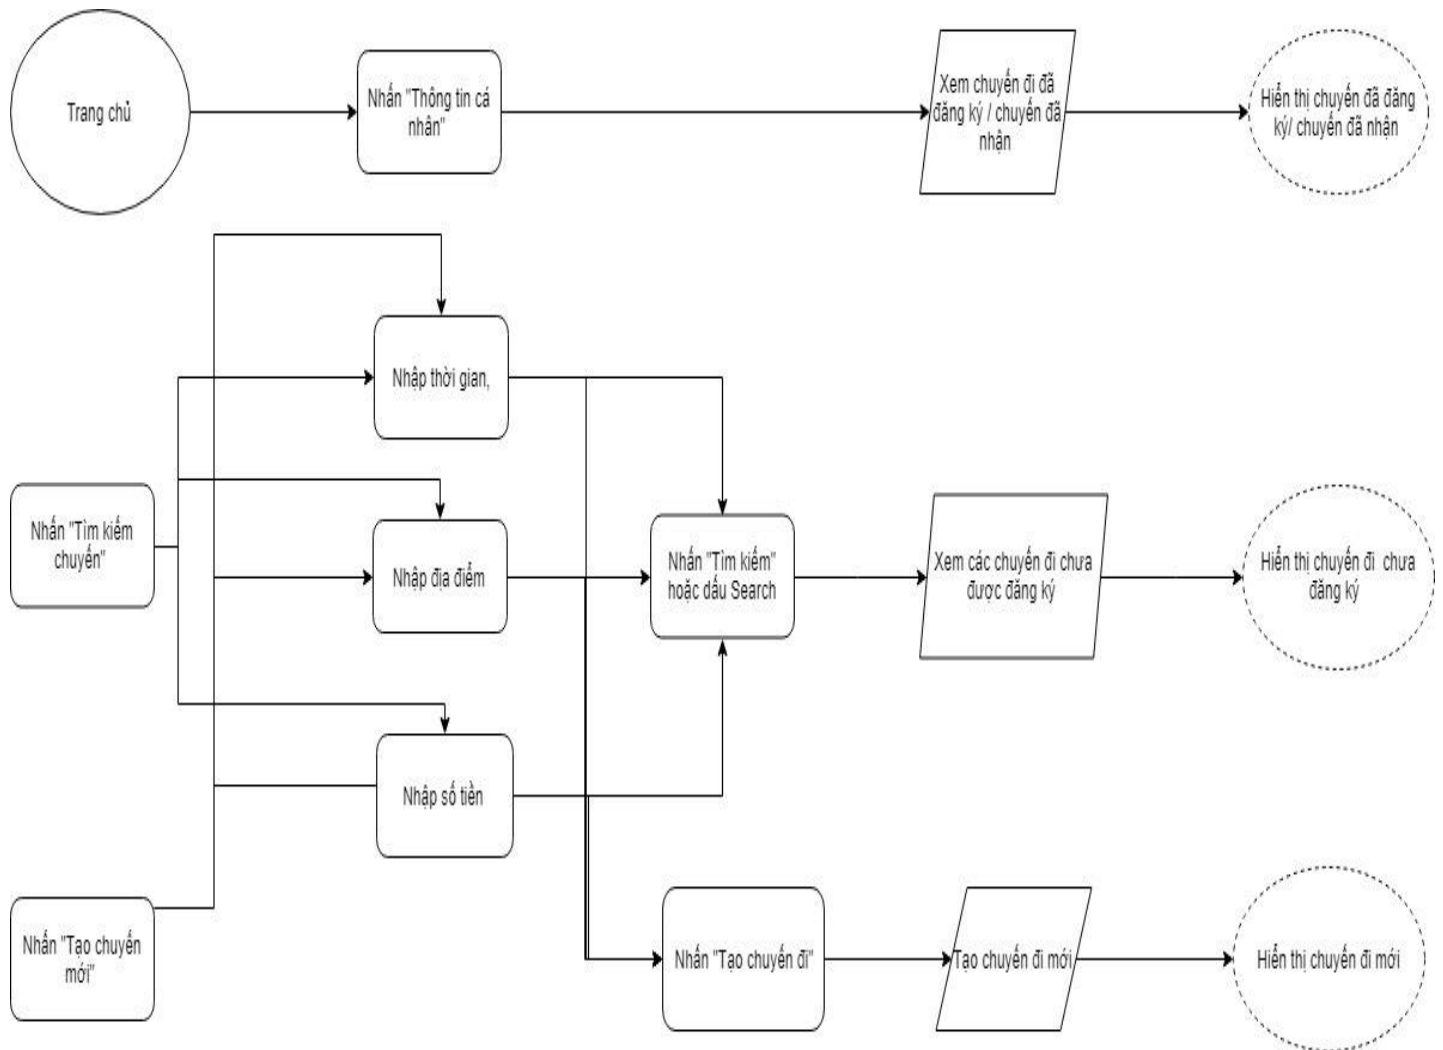 Trang chủ
Nhấn "Thông tin cá
nhân"
Xem chuyến đi đã
đăng ký / chuyến đã
nhận
Hiển thị chuyến đã đăng
ký/ chuyến đã nhận
Nhập thời gian,
Nhấn "Tìm kiếm
chuyến"
Nhập địa điểm
Nhấn "Tìm kiếm"
hoặc dấu Search
Xem các chuyến đi chưa
được đăng ký
Hiển thị chuyến đi chưa
đăng ký
Nhập số tiền
Nhấn "Tạo chuyến
mới"
Nhấn "Tạo chuyến đi"
Tạo chuyến đi mới
Hiển thị chuyến đi mới